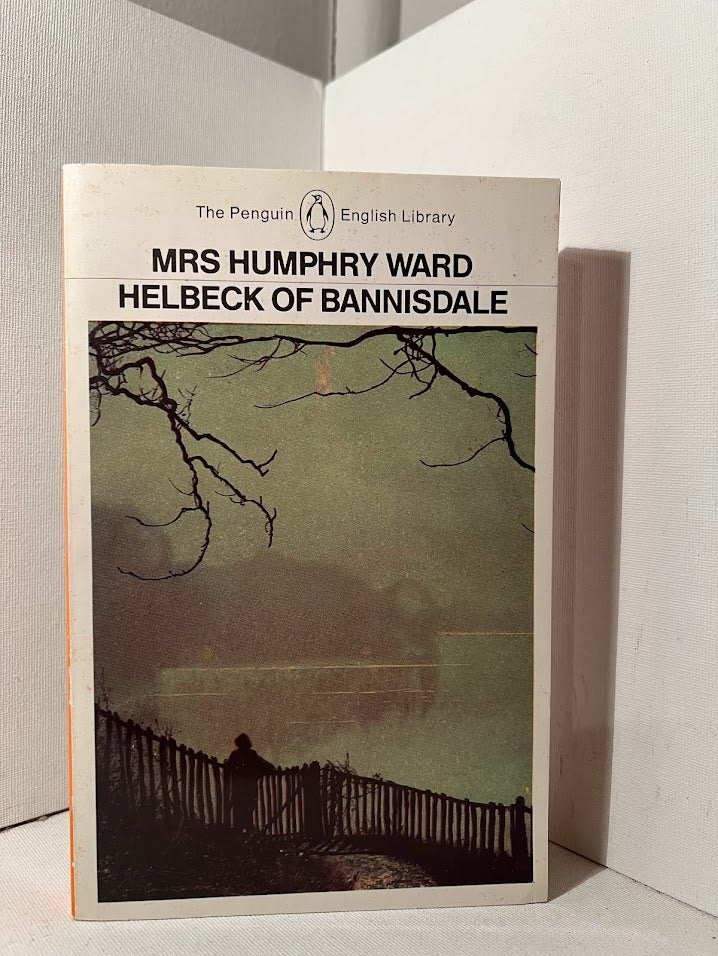 The Penguin English Library
MRS HUMPHRY WARD
HELBECK OF BANNISDALE